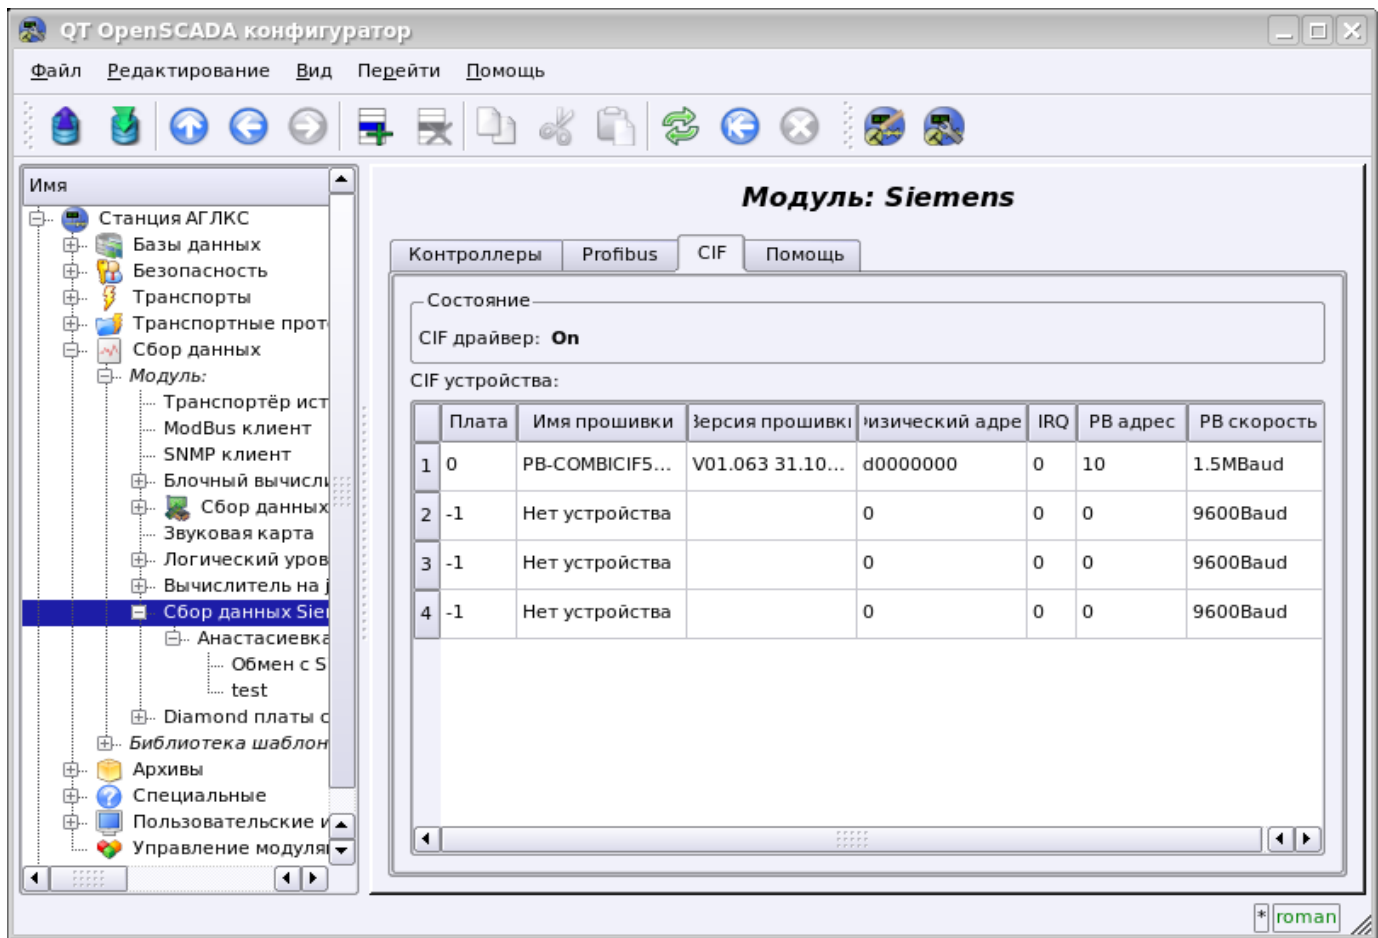 QT OpenSCADA конфигуратор
Файл Редактирование Вид Перейти Помощь
Имя
Станция АГЛКС
Базы данных
Безопасность
Транспорты
Транспортные прот
Сбор данных
Модуль:
Транспортёр ист
ModBus клиент
SNMP клиент
Блочный вычисли
Сбор данных
Звуковая карта
Логический уров
Вычислитель на j
Сбор данных Sie
Анастасиевка
Обмен с S
test
Diamond платы с
Библиотека шаблон
Архивы
Специальные
Пользовательские и
Управление модуля
Модуль: Siemens
Контроллеры Profibus CIF Помощь
Состояние
CIF драйвер: On
CIF устройства:
Плата Имя прошивки Версия прошивки изический адре IRQ PB адрес PB скорость
1 0 PB-COMBICIF5... V01.063 31.10... d0000000 0 10 1.5MBaud
2 -1 Нет устройства 0 0 0 9600Baud
3 -1 Нет устройства 0 0 0 9600Baud
4 -1 Нет устройства 0 0 0 9600Baud
* roman